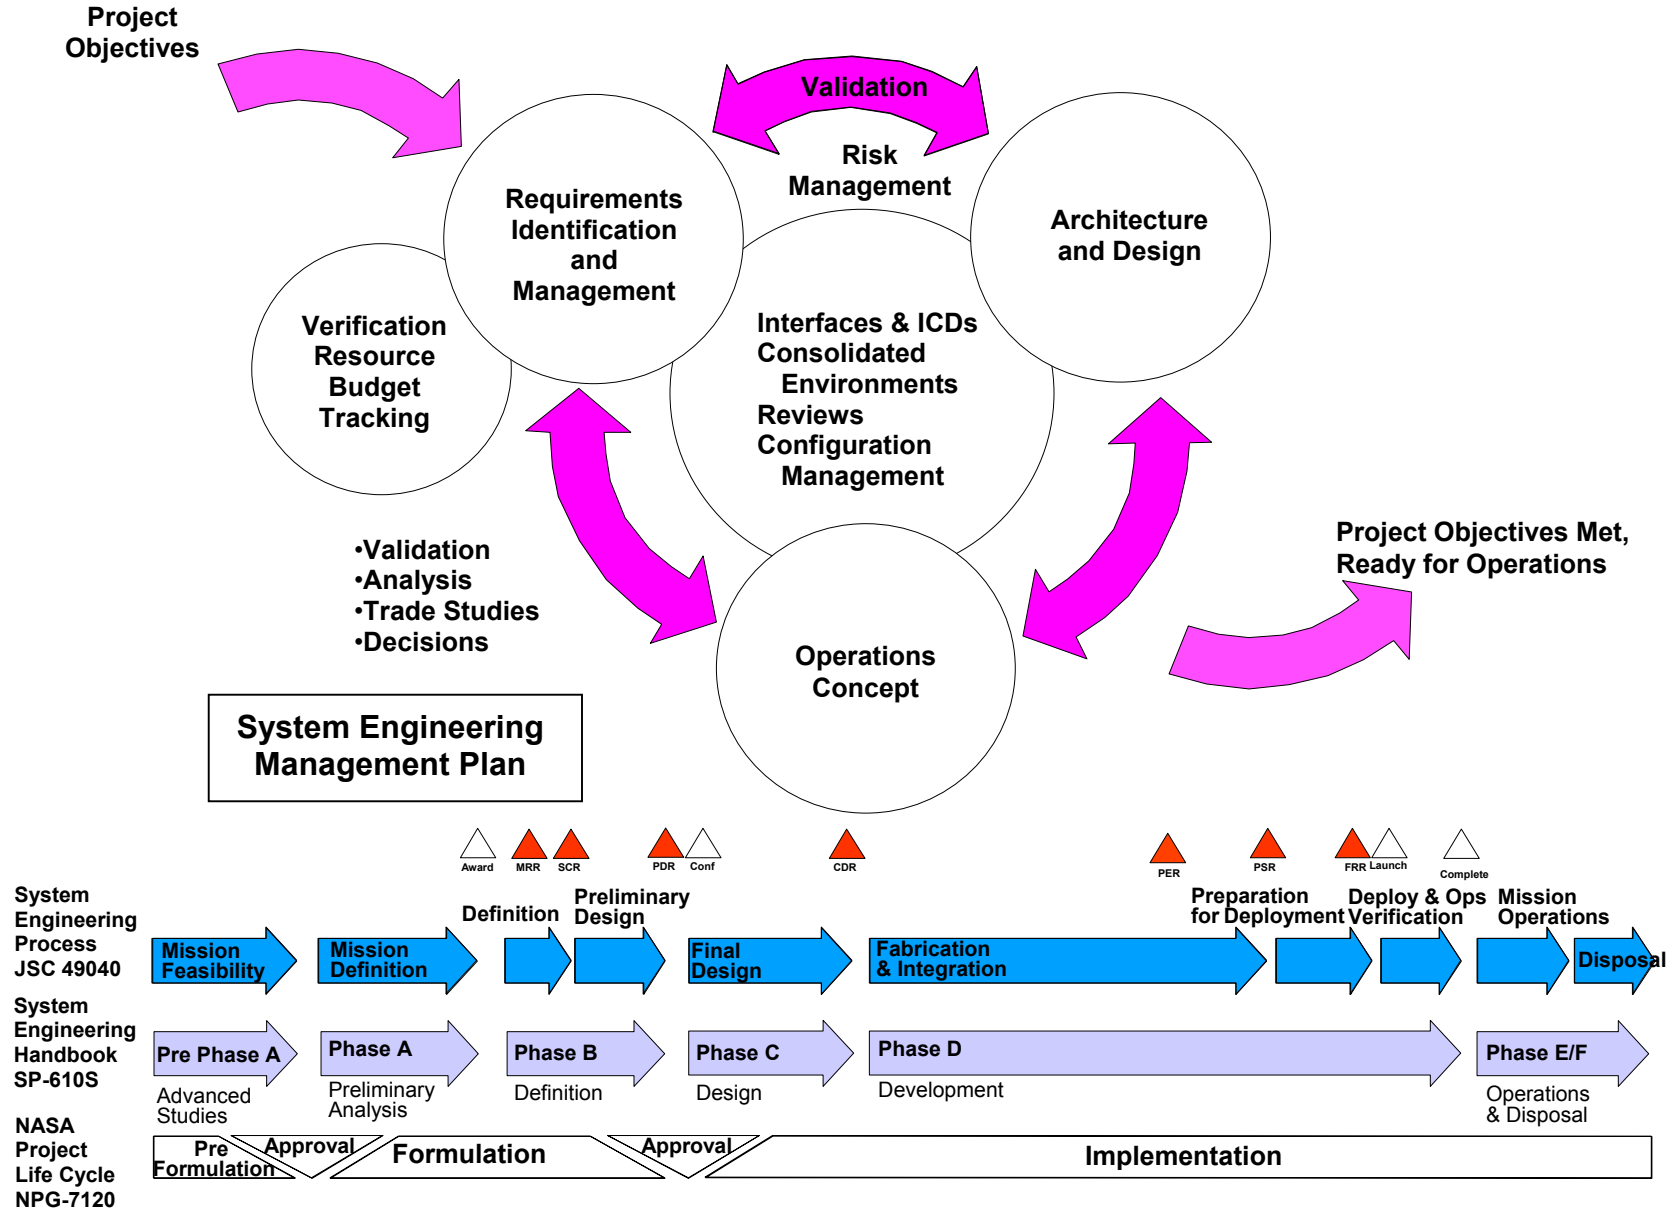 Project
Objectives
Validation
Risk
Management
Requirements
Identification
and
Management
Architecture
and Design
Verification
Resource
Budget
Tracking
Interfaces & ICDs
Consolidated
Environments
Reviews
Configuration
Management
•Validation
•Analysis
•Trade Studies
•Decisions
Project Objectives Met,
Ready for Operations
Operations
Concept
System Engineering
Management Plan
Award
MRR
SCR
PDR
Conf
CDR
PER
PSR
FRR
Launch
Complete
System
Engineering
Process
JSC 49040
Mission
Feasibility
Mission
Definition
Definition
Preliminary
Design
Final
Design
Fabrication
& Integration
Preparation
for Deployment
Deploy & Ops
Verification
Mission
Operations
Disposal
System
Engineering
Handbook
SP-610S
Pre Phase A
Advanced
Studies
Phase A
Preliminary
Analysis
Phase B
Definition
Phase C
Design
Phase D
Development
Phase E/F
Operations
& Disposal
NASA
Project
Life Cycle
NPG-7120
Pre
Formulation
Approval
Formulation
Approval
Implementation